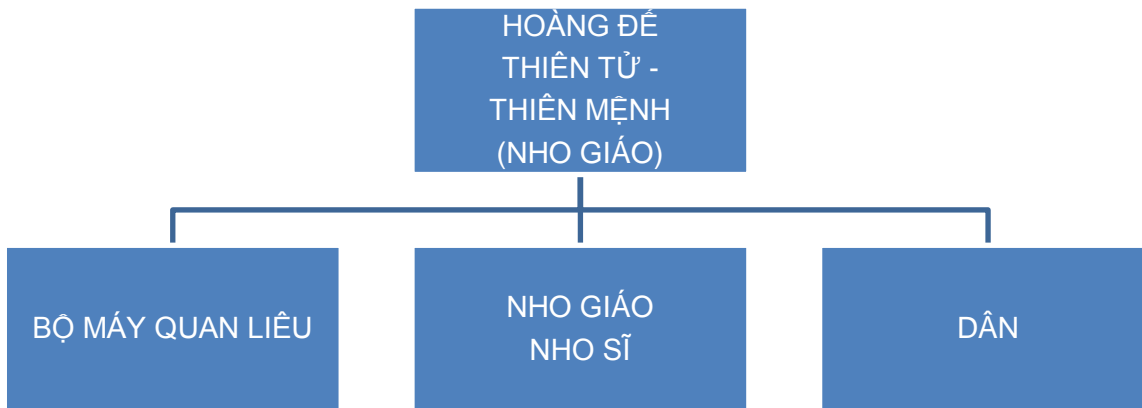 HOÀNG ĐẾ
THIÊN TỬ -
THIÊN MỆNH
(NHO GIÁO)
BỘ MÁY QUAN LIÊU
NHO GIÁO
NHO SĨ
DÂN